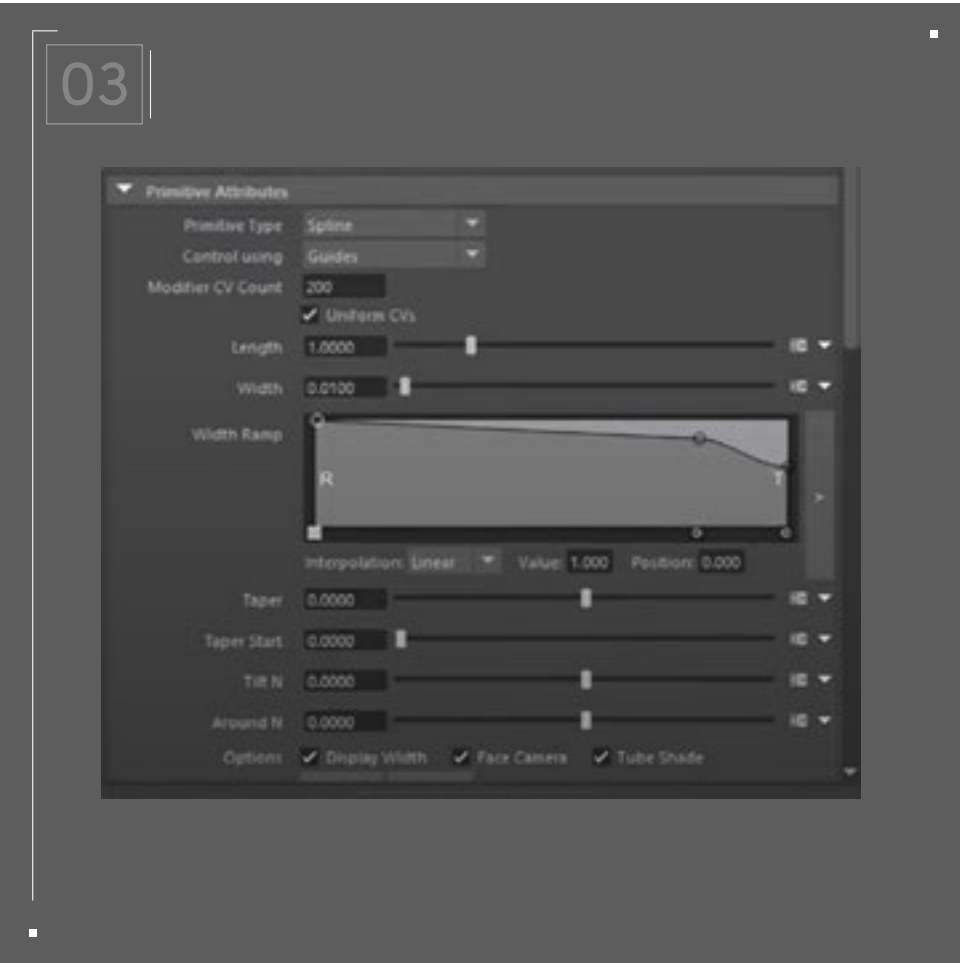 03
Primitive Attributes
Primitive Type Spline
Control using Guides
Modifier CV Count 200
Uniform CVs
Length 1.0000
Width 0.0100
Width Ramp
R T
>
Interpolation: Linear Value: 1.000 Position: 0.000
Taper 0.0000
Taper Start 0.0000
Tilt N 0.0000
Around N 0.0000
Options Display Width Face Camera Tube Shade